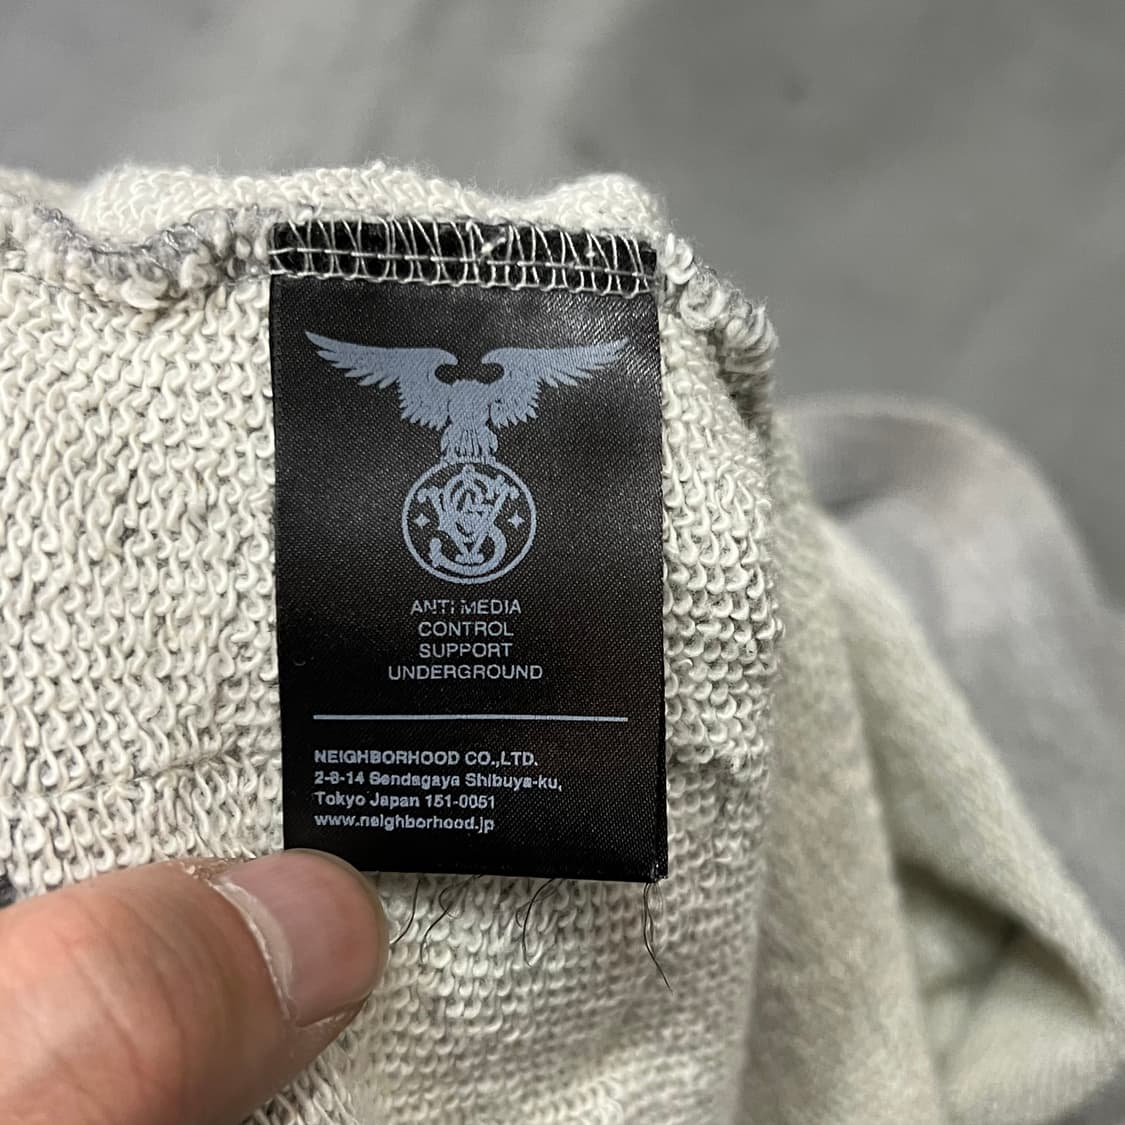 ANTI MEDIA
CONTROL
SUPPORT
UNDERGROUND
NEIGHBORHOOD CO.,LTD.
2-8-14 Sendagaya Shibuya-ku,
Tokyo Japan 151-0051
www.neighborhood.jp